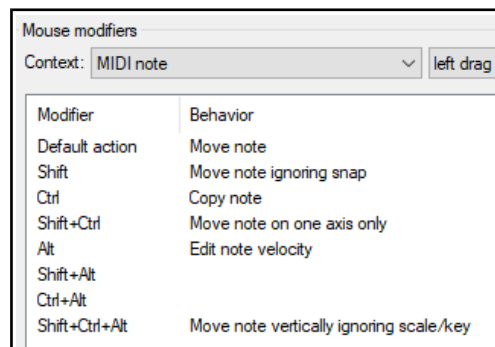 Mouse modifiers
Context: MIDI note left drag
Modifier Behavior
Default action Move note
Shift Move note ignoring snap
Ctrl Copy note
Shift+Ctrl Move note on one axis only
Alt Edit note velocity
Shift+Alt
Ctrl+Alt
Shift+Ctrl+Alt Move note vertically ignoring scale/key